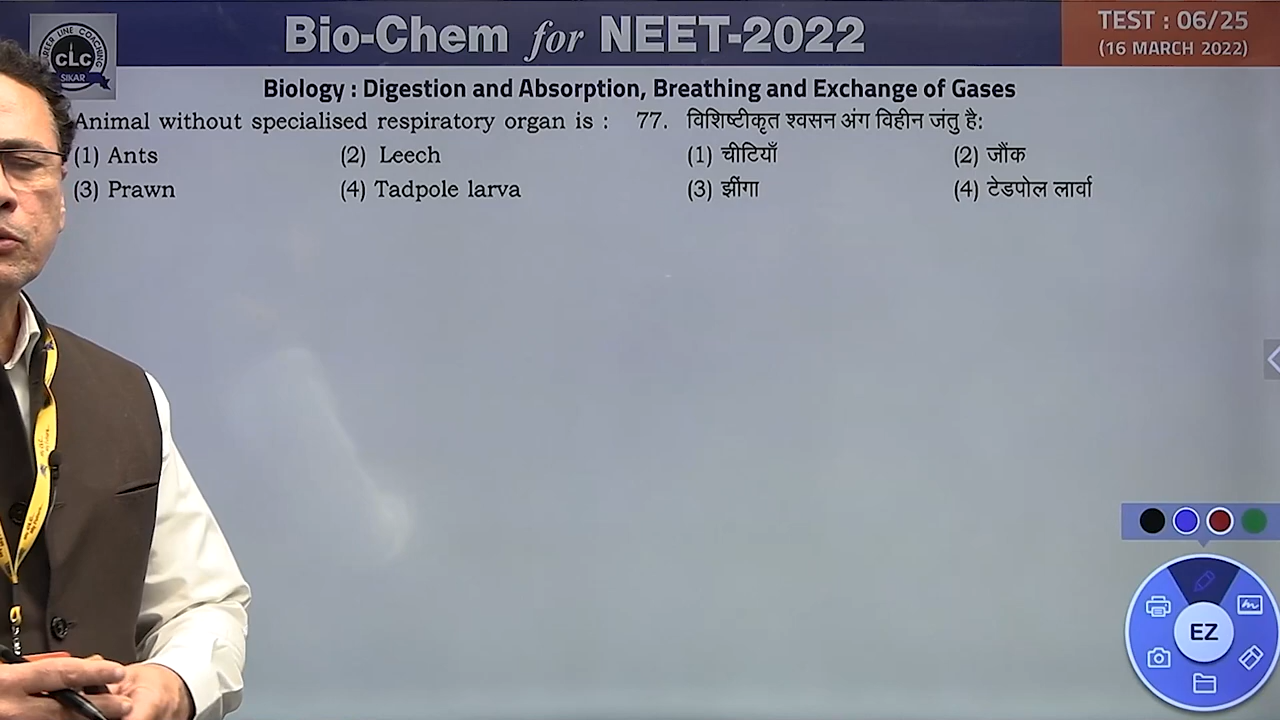 Bio-Chem for NEET-2022
TEST : 06/25
(16 MARCH 2022)
CLC
SIKAR
Biology : Digestion and Absorption, Breathing and Exchange of Gases
Animal without specialised respiratory organ is :
(1) Ants (2) Leech
(3) Prawn (4) Tadpole larva
77. विशिष्टीकृत श्वसन अंग विहीन जंतु है:
(1) चीटियाँ (2) जौंक
(3) झींगा (4) टेडपोल लार्वा
EZ